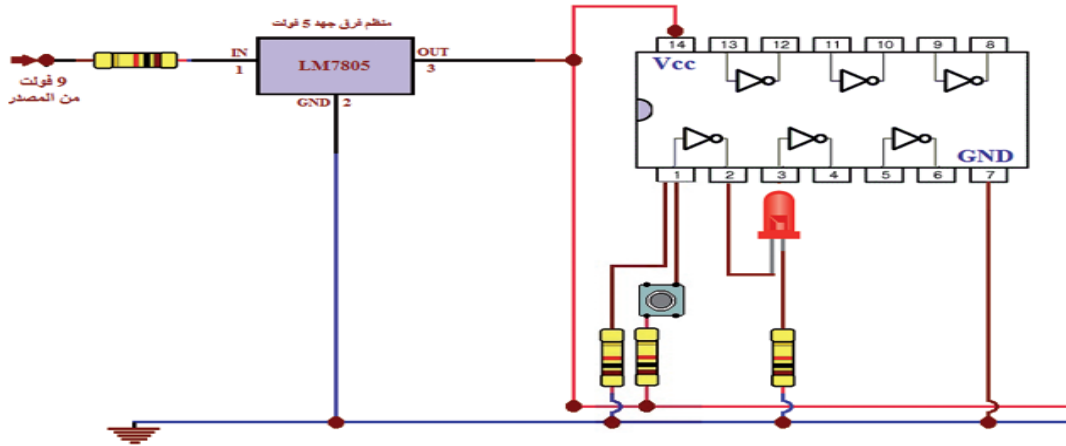 منظم فرق جهد 5 فولت
IN
1
LM7805
OUT
3
GND 2
9 فولت
من المصدر
14 13 12 11 10 9 8
Vcc
GND
1 2 3 4 5 6 7